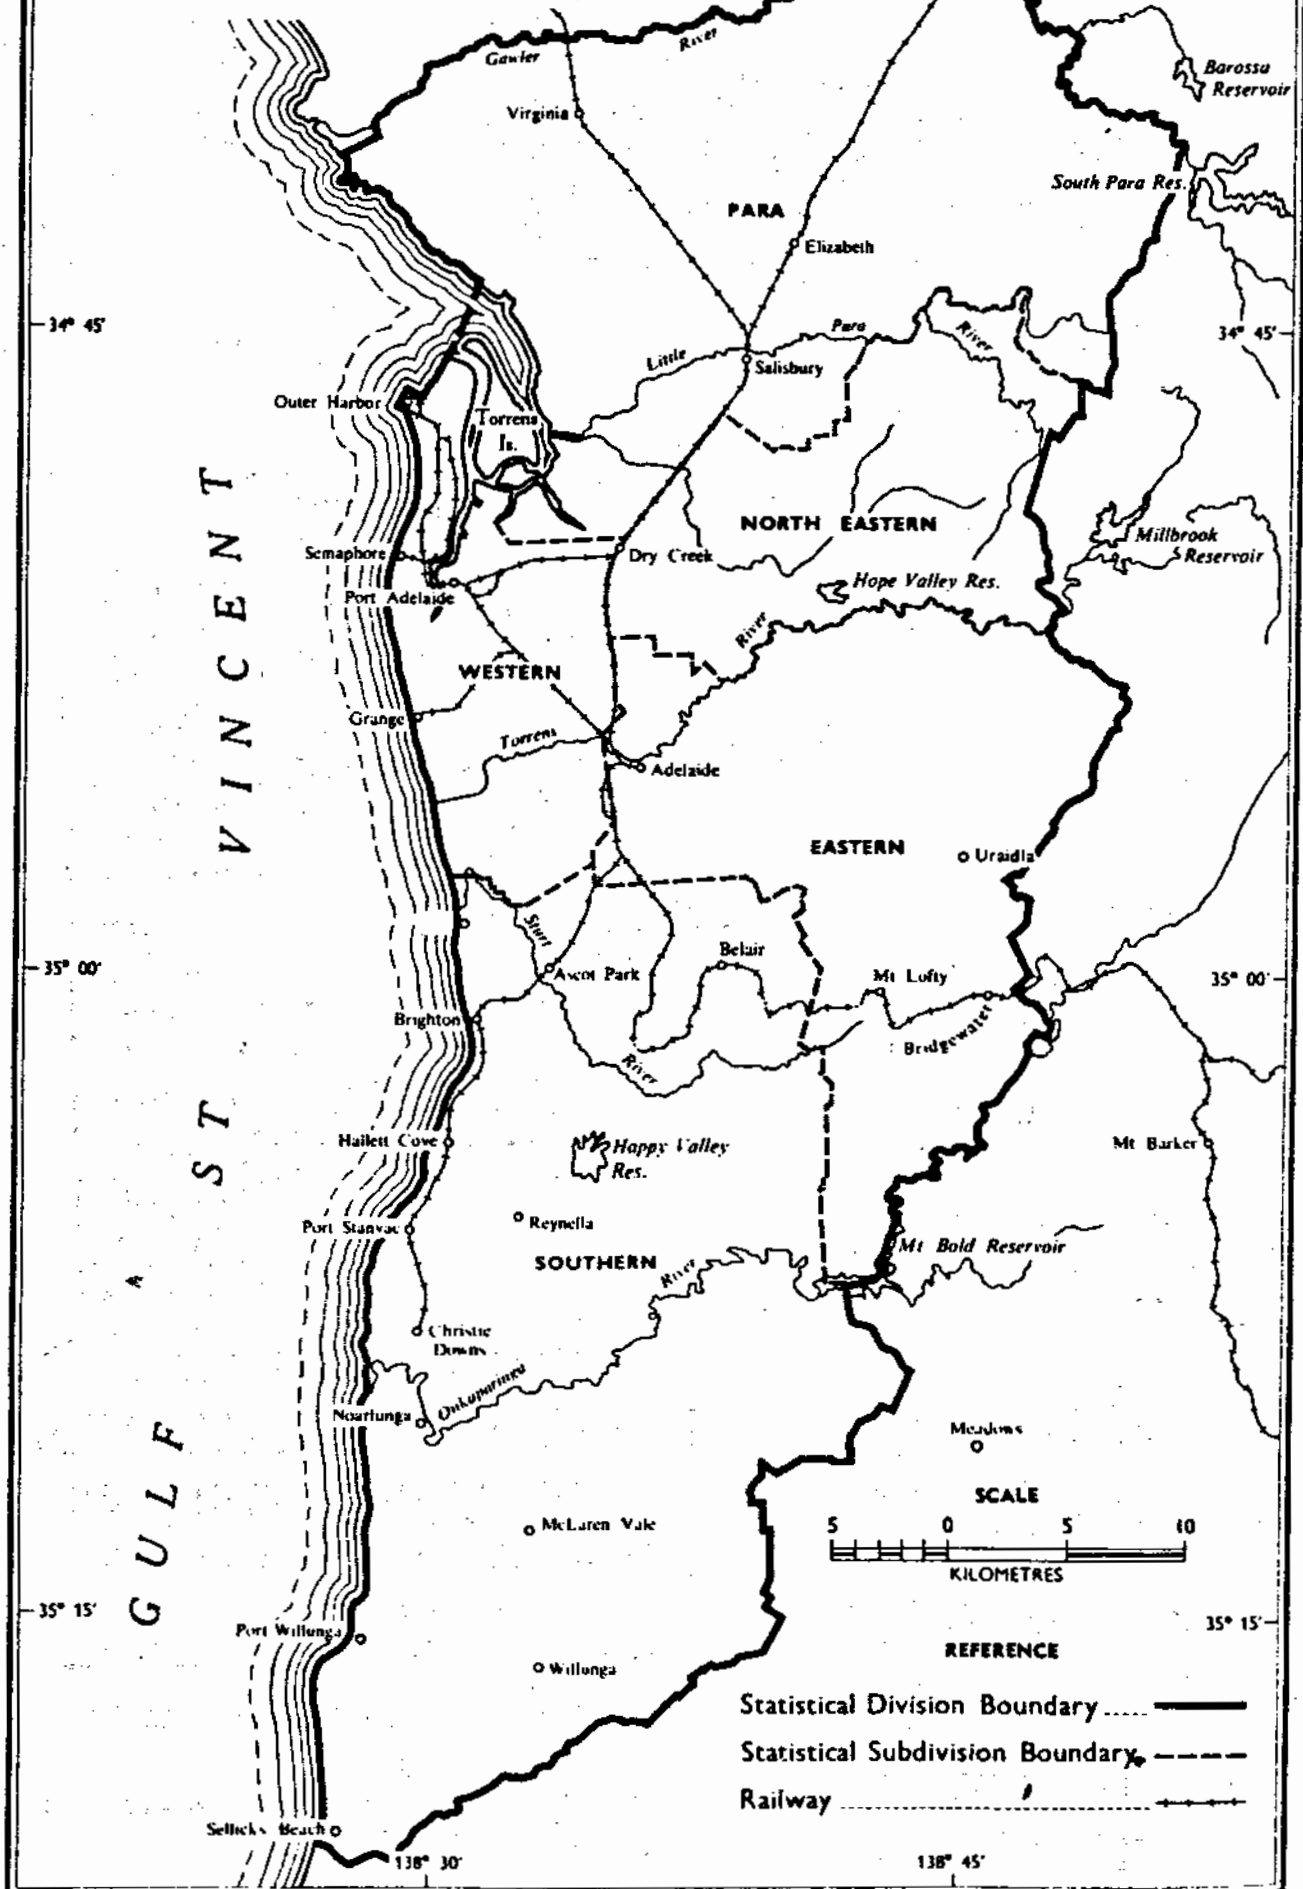 Gawler River
Barossa
Reservoir
Virginia
South Para Res.
PARA
Elizabeth
34° 45'
34° 45'
Little Para River
Salisbury
Outer Harbor
Torrens
Is.
NORTH EASTERN
Millbrook
Reservoir
Semaphore
Dry Creek
Hope Valley Res.
Port Adelaide
River
WESTERN
Grange
Torrens
Adelaide
EASTERN
Uraidla
Sturt
35° 00'
Ascot Park
Belair
Mt Lofty
35° 00'
Brighton
Bridgewater
River
Hallett Cove
Happy Valley
Res.
Mt Barker
Port Stanvac
Reynella
SOUTHERN
Mt Bold Reservoir
River
Christie
Downs
Onkaparinga
Noarlunga
Meadows
GULF ST VINCENT
SCALE
5 0 5 10
KILOMETRES
McLaren Vale
35° 15'
35° 15'
Port Willunga
Willunga
REFERENCE
Statistical Division Boundary
Statistical Subdivision Boundary
Railway
Sellicks Beach
138° 30'
138° 45'